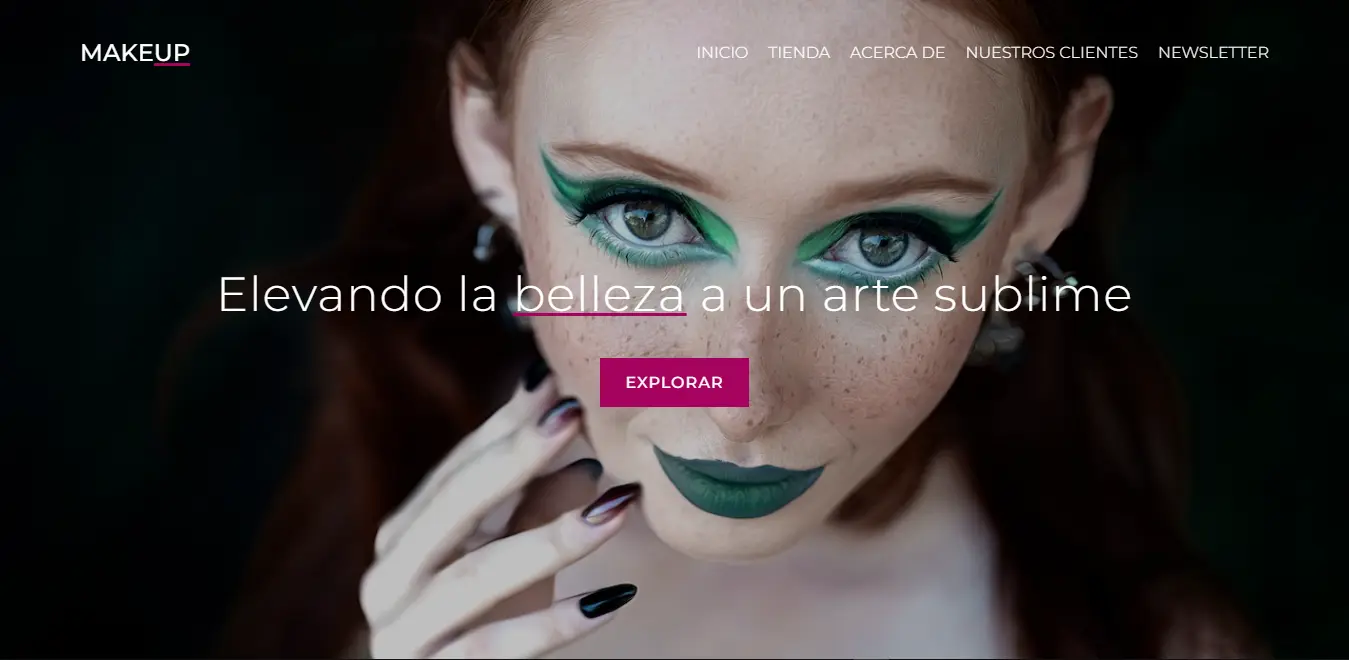 MAKEUP
INICIO TIENDA ACERCA DE NUESTROS CLIENTES NEWSLETTER
Elevando la belleza a un arte sublime
EXPLORAR